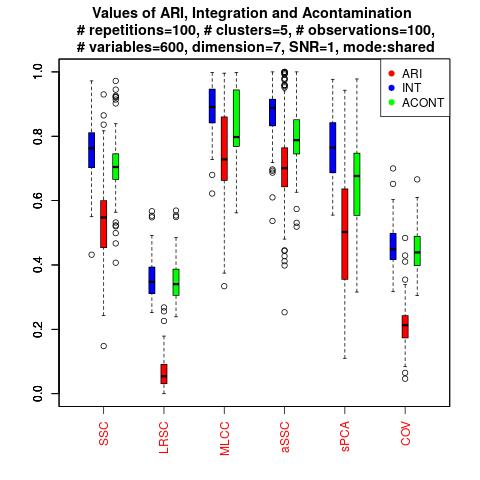 Values of ARI, Integration and Acontamination
# repetitions=100, # clusters=5, # observations=100,
# variables=600, dimension=7, SNR=1, mode:shared
ARI
INT
ACONT
1.0
0.8
0.6
0.4
0.2
0.0
SSC
LRSC
MLCC
aSSC
sPCA
COV